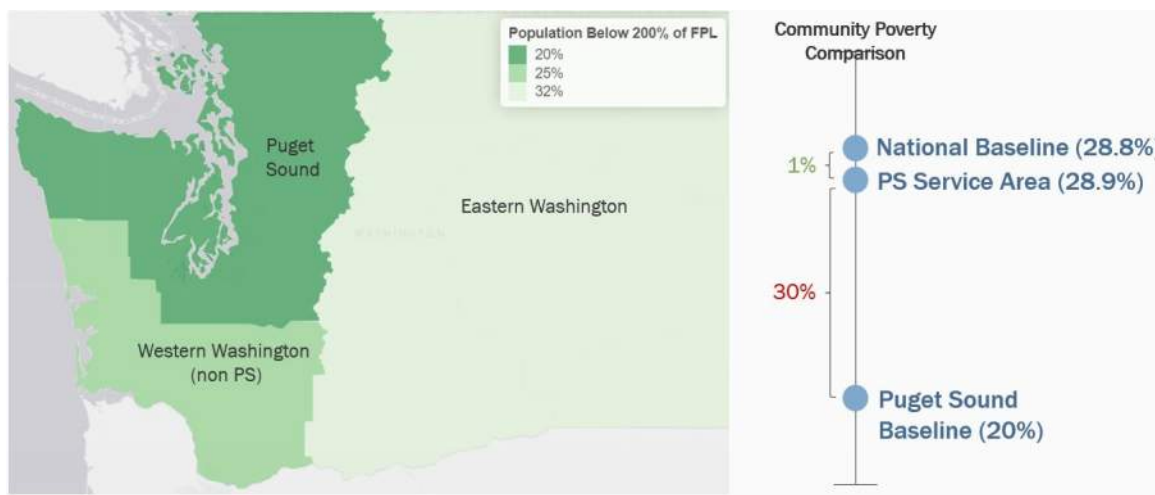 Population Below 200% of FPL
20%
25%
32%
Puget
Sound
Eastern Washington
WASHINGTON
Western Washington
(non PS)
Community Poverty
Comparison
National Baseline (28.8%)
1%
PS Service Area (28.9%)
30%
Puget Sound
Baseline (20%)